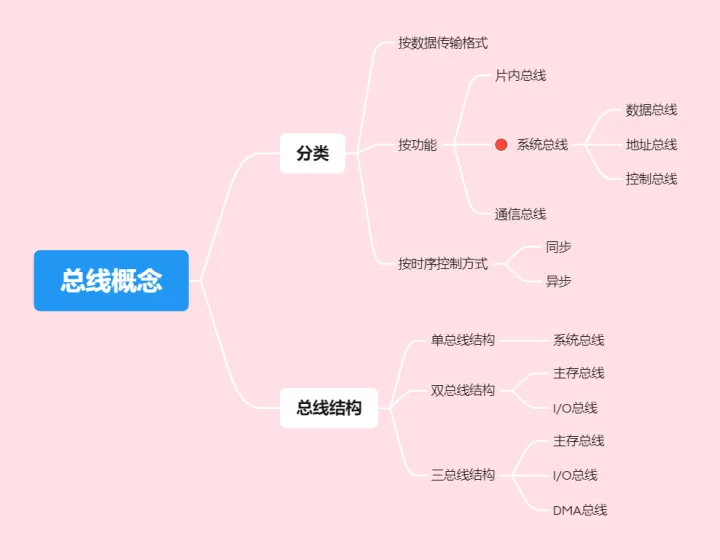 总线概念
分类
按数据传输格式
按功能
片内总线
系统总线
数据总线
地址总线
控制总线
通信总线
按时序控制方式
同步
异步
总线结构
单总线结构
系统总线
双总线结构
主存总线
I/O总线
三总线结构
主存总线
I/O总线
DMA总线